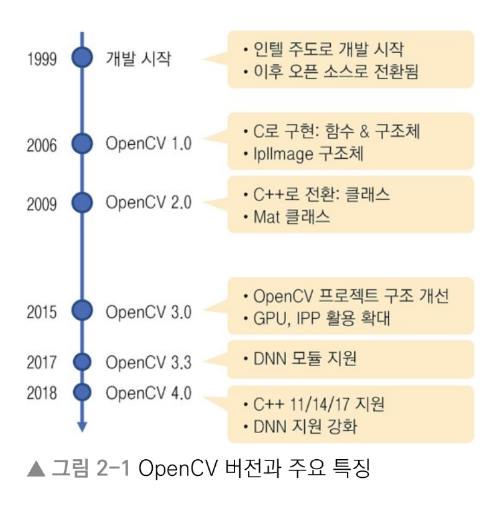 1999 개발 시작
• 인텔 주도로 개발 시작
• 이후 오픈 소스로 전환됨
2006 OpenCV 1.0
• C로 구현: 함수 & 구조체
• IplImage 구조체
2009 OpenCV 2.0
• C++로 전환: 클래스
• Mat 클래스
2015 OpenCV 3.0
• OpenCV 프로젝트 구조 개선
• GPU, IPP 활용 확대
2017 OpenCV 3.3
• DNN 모듈 지원
2018 OpenCV 4.0
• C++ 11/14/17 지원
• DNN 지원 강화
▲ 그림 2-1 OpenCV 버전과 주요 특징